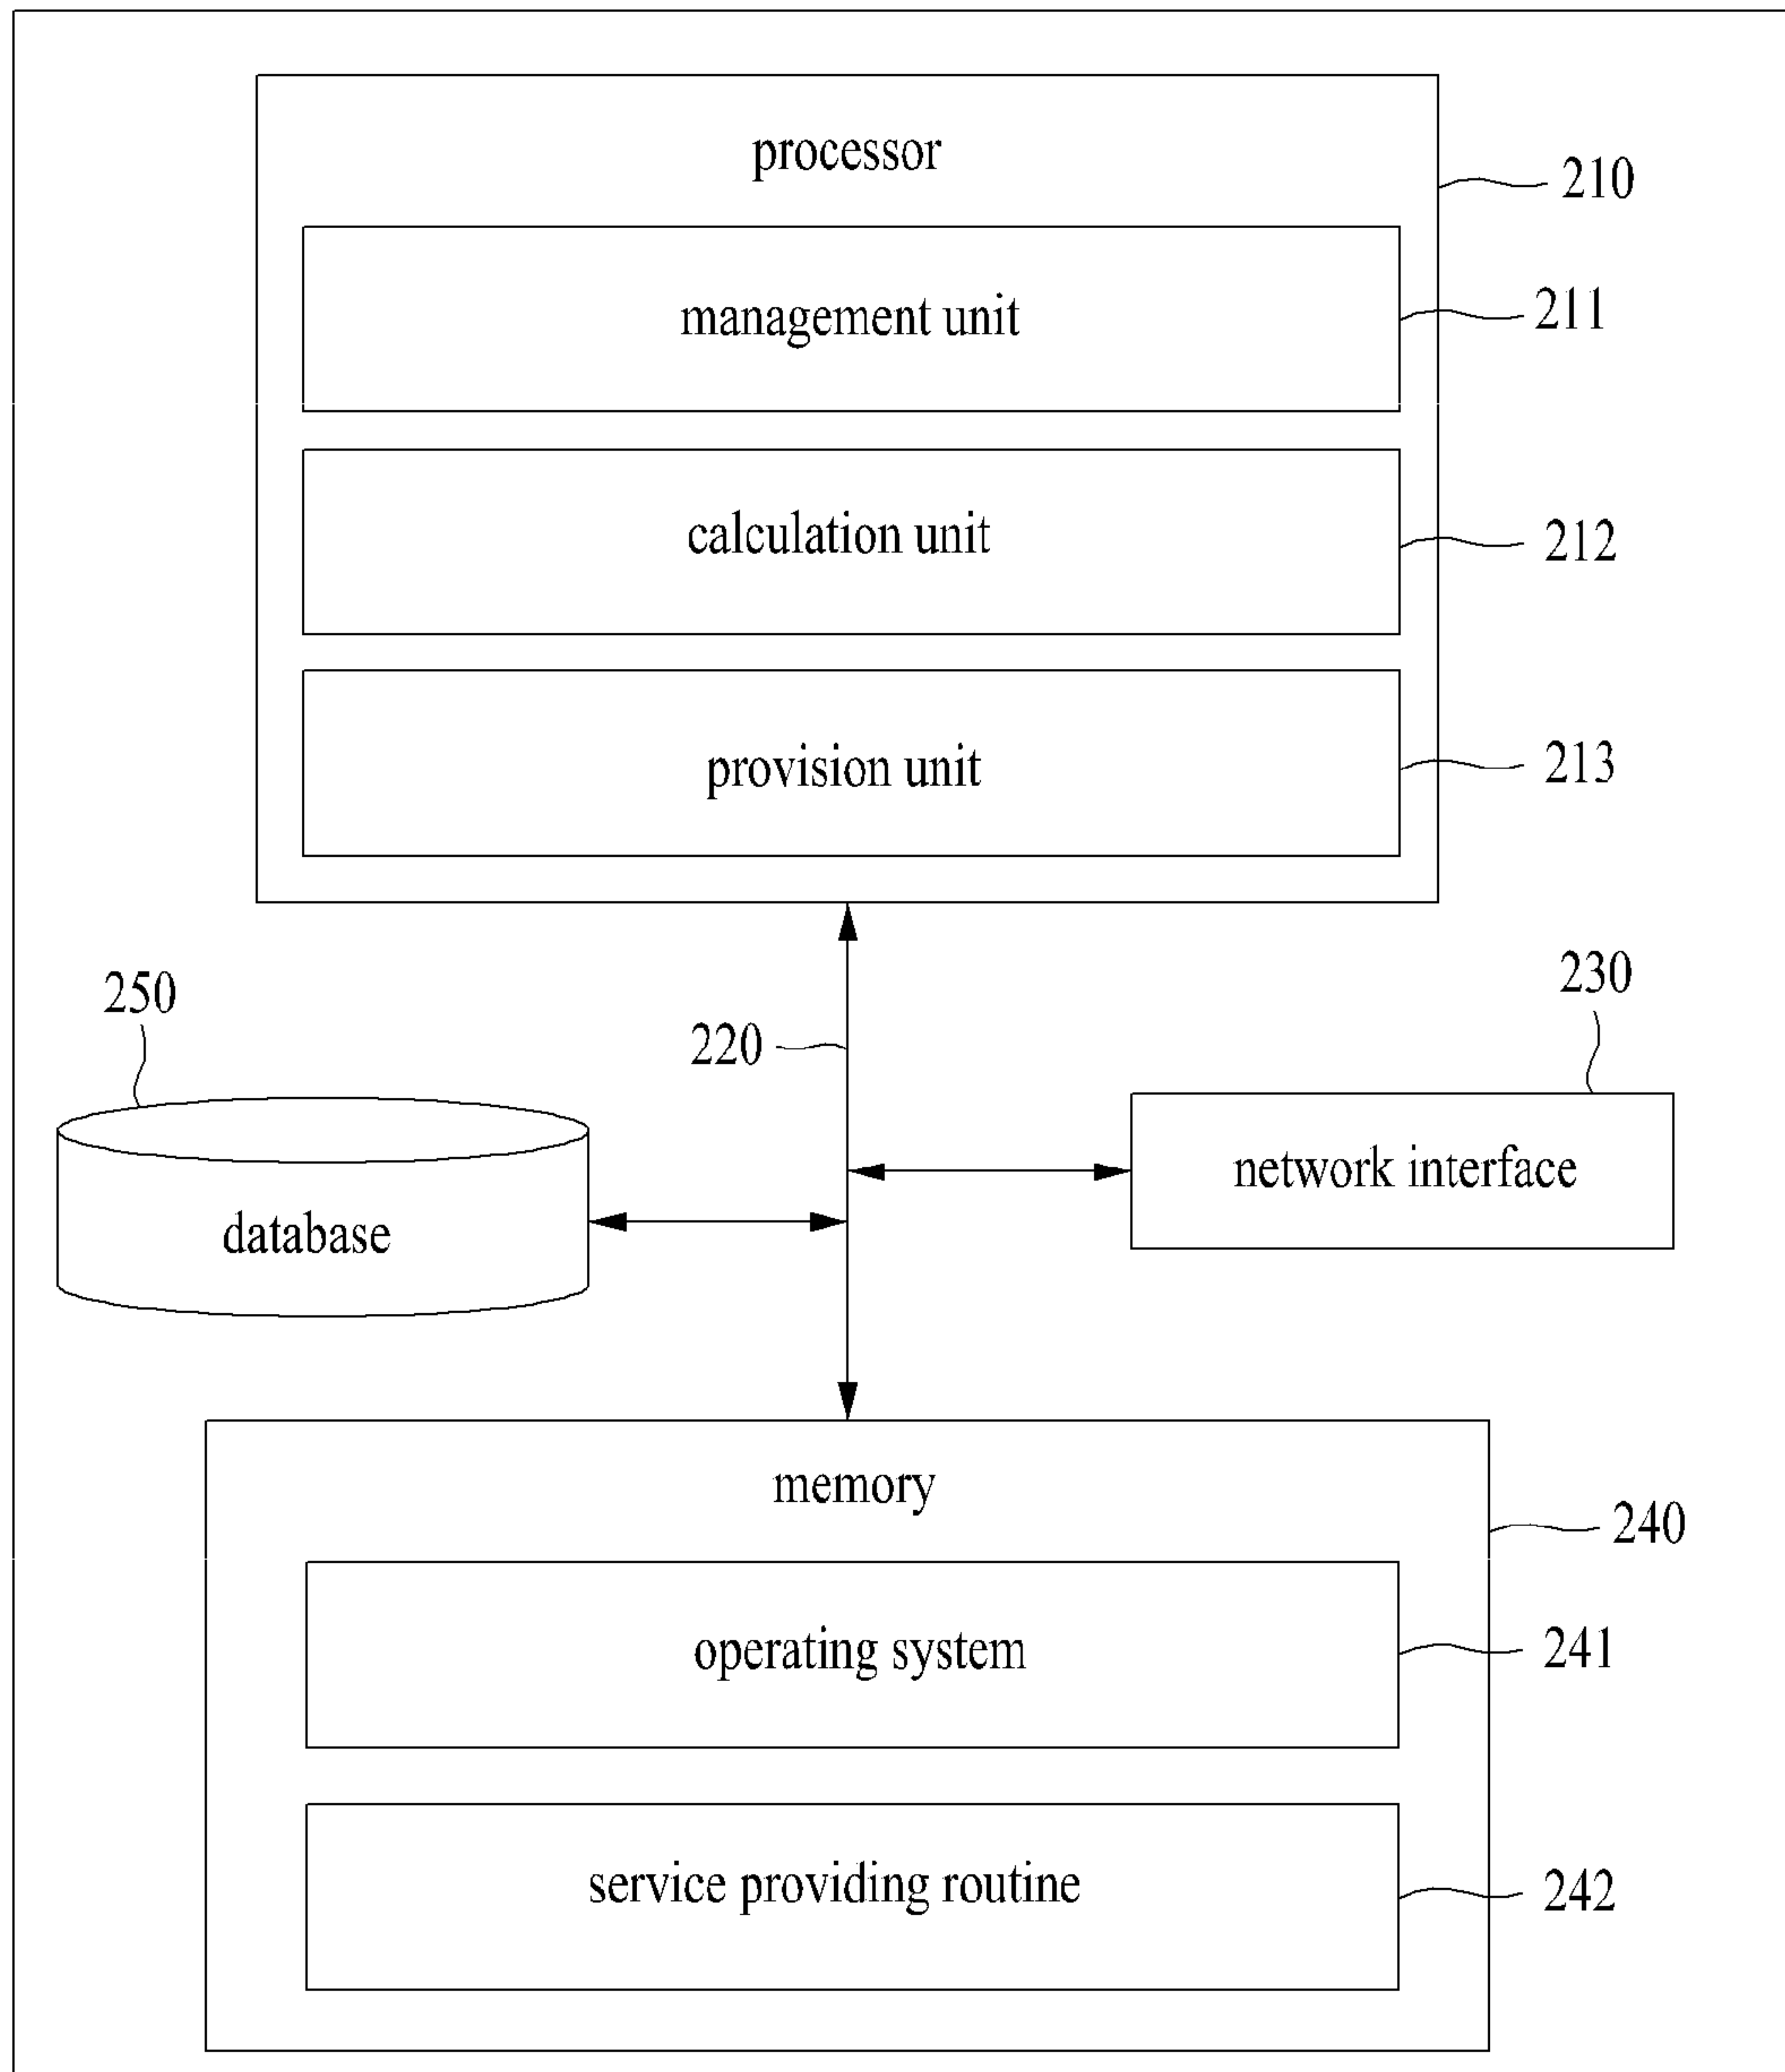 processor
210
management unit
211
calculation unit
212
provision unit
213
250
230
220
network interface
database
memory
240
operating system
241
service providing routine
242